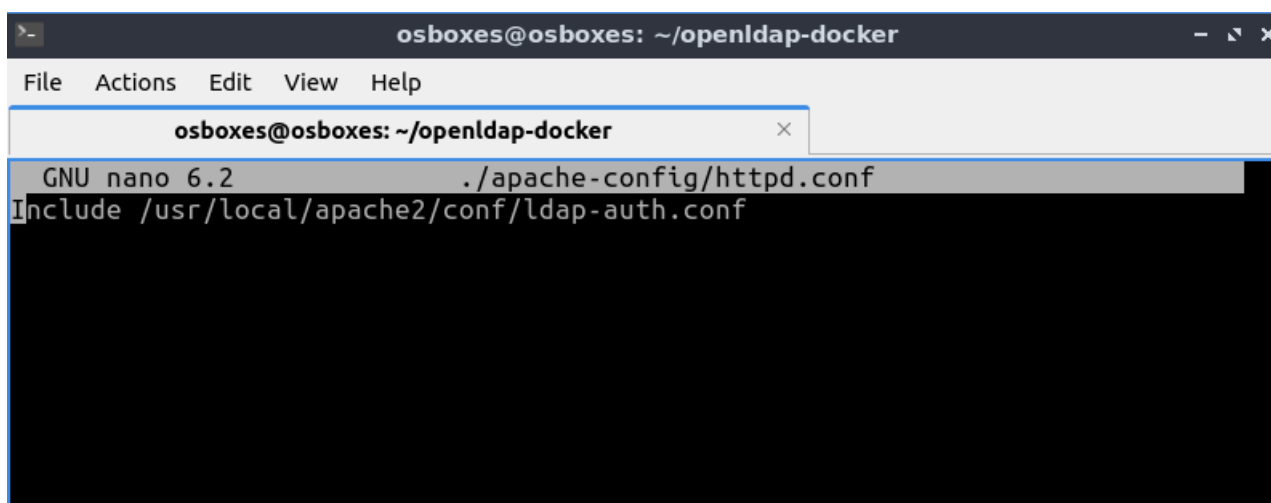 osboxes@osboxes: ~/openldap-docker
File Actions Edit View Help
osboxes@osboxes: ~/openldap-docker
GNU nano 6.2 ./apache-config/httpd.conf
Include /usr/local/apache2/conf/ldap-auth.conf